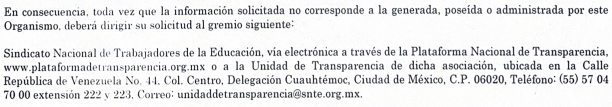 En consecuencia, toda vez que la información solicitada no corresponde a la generada, poseída o administrada por este
Organismo, deberá dirigir su solicitud al gremio siguiente:
Sindicato Nacional de Trabajadores de la Educación, vía electrónica a través de la Plataforma Nacional de Transparencia,
www.plataformadetransparencia.org.mx o a la Unidad de Transparencia de dicha asociación, ubicada en la Calle
República de Venezuela No. 44, Col. Centro, Delegación Cuauhtémoc, Ciudad de México, C.P. 06020, Teléfono: (55) 57 04
70 00 extensión 222 y 223, Correo: unidaddetransparencia@snte.org.mx.